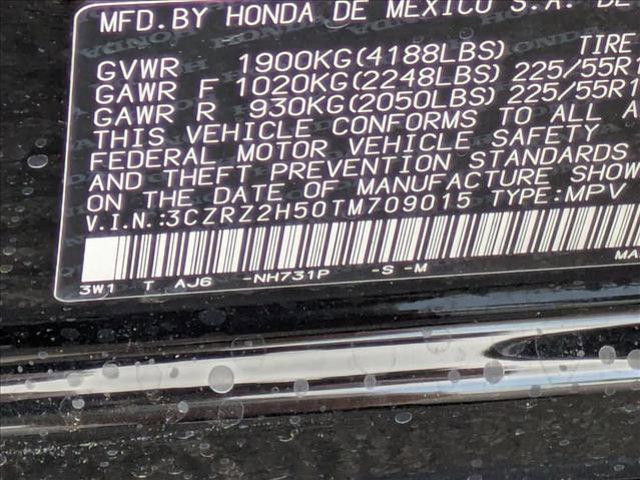 MFD. BY HONDA DE MEXICO S.A. DE
GVWR 1900KG(4188LBS) TIRE
GAWR F 1020KG(2248LBS) 225/55R1
GAWR R 930KG(2050LBS) 225/55R1
THIS VEHICLE CONFORMS TO ALL A
FEDERAL MOTOR VEHICLE SAFETY
AND THEFT PREVENTION STANDARDS
ON THE DATE OF MANUFACTURE SHOW
V.I.N.:3CZRZ2H50TM709015 TYPE:MPV
3W1 T AJ6 -NH731P -S -M MA